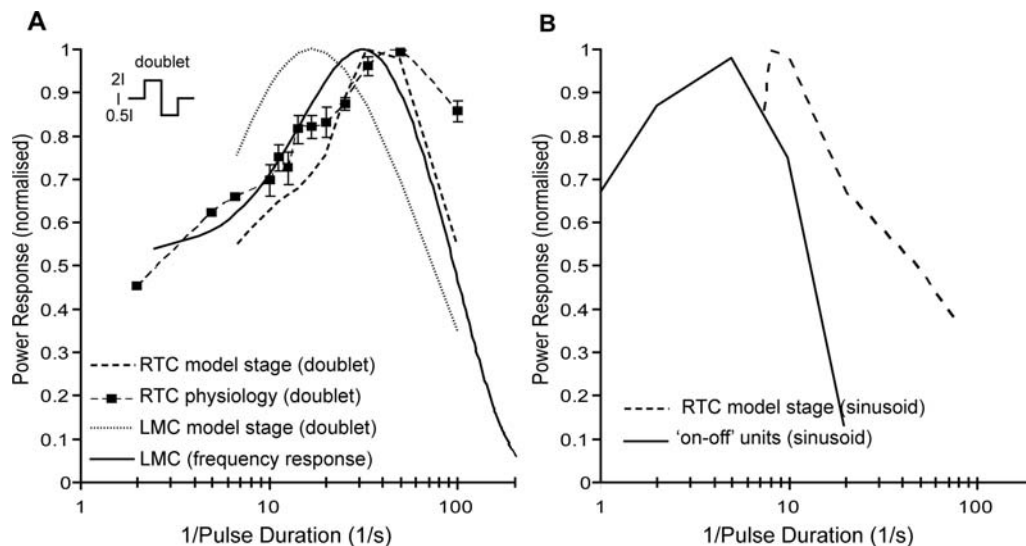 A
doublet
2I
0.5I
Power Response (normalised)
1
0.9
0.8
0.7
0.6
0.5
0.4
0.3
0.2
0.1
0
RTC model stage (doublet)
RTC physiology (doublet)
LMC model stage (doublet)
LMC (frequency response)
1
10
100
1/Pulse Duration (1/s)
B
Power Response (normalised)
1
0.9
0.8
0.7
0.6
0.5
0.4
0.3
0.2
0.1
0
RTC model stage (sinusoid)
'on-off' units (sinusoid)
1
10
100
1/Pulse Duration (1/s)